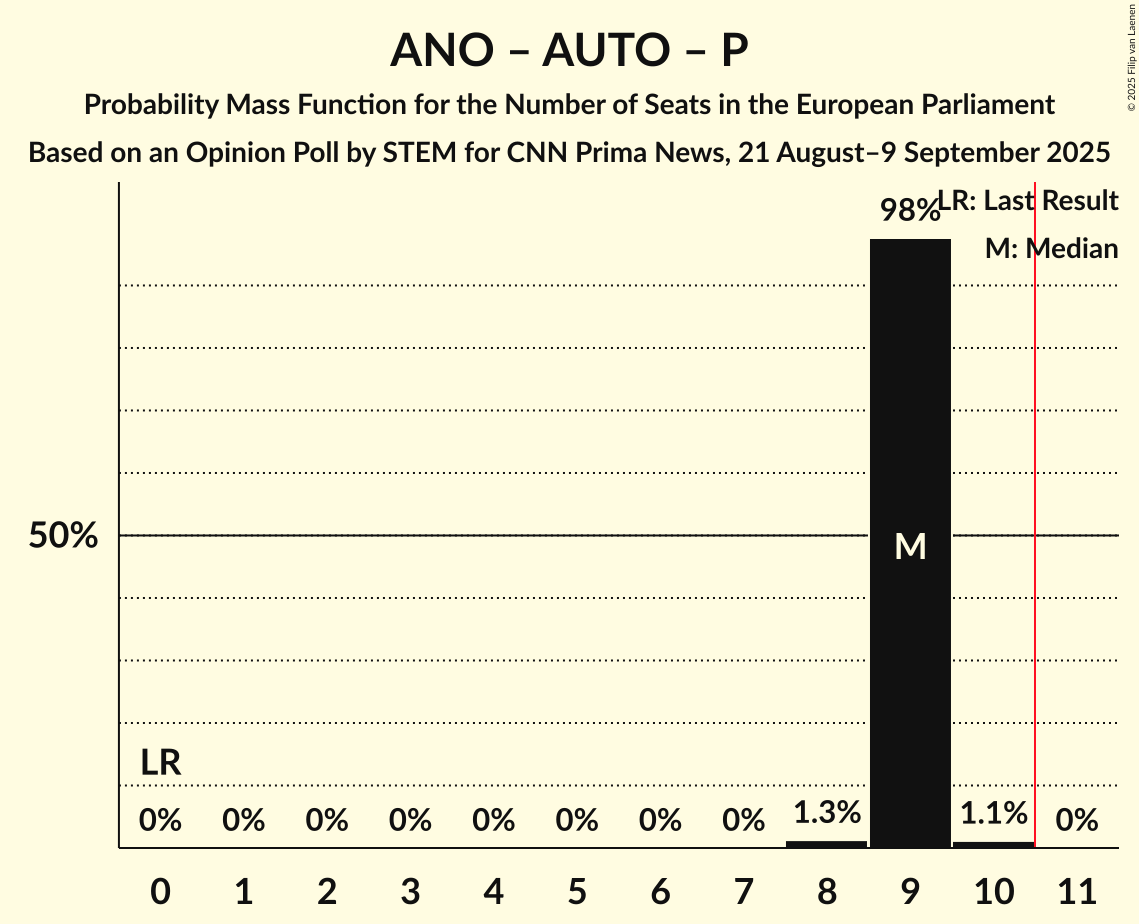 ANO – AUTO – P
Probability Mass Function for the Number of Seats in the European Parliament
Based on an Opinion Poll by STEM for CNN Prima News, 21 August–9 September 2025
© 2025 Filip van Laenen
LR: Last Result
M: Median
98%
50%
M
LR
0% 0% 0% 0% 0% 0% 0% 0% 1.3% 1.1% 0%
0 1 2 3 4 5 6 7 8 9 10 11